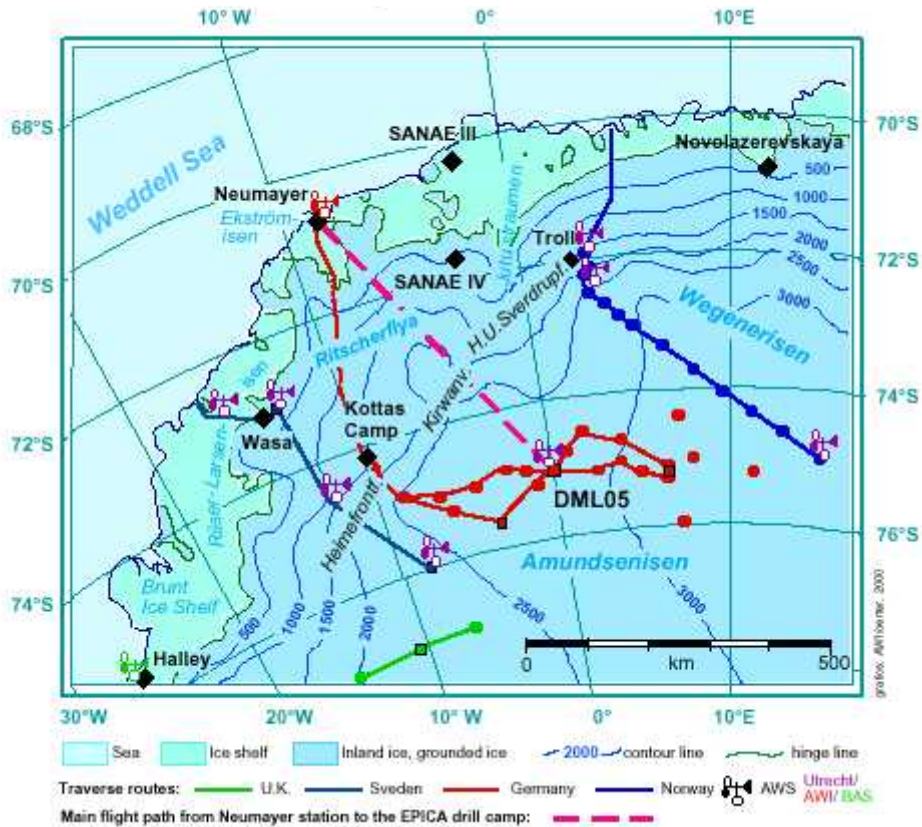 10° W 0° 10°E
68°S
70°S
SANAE III
Novolazerevskaya
Weddell Sea
Neumayer
Ekström-
isen
500
1000
1500
2000
2500
3000
Jutulstraumen
Troll
72°S
SANAE IV
70°S
H.U.Sverdrupf.
Wegenerisen
Ritscherflya
Kirwanv.
74°S
Kottas
Camp
72°S
Wasa
Riiser-Larsen-
isen
Heimefrontf.
DML05
76°S
Amundsenisen
Brunt
Ice Shelf
74°S
500
1000
1500
2000
2500
3000
Halley
0 km 500
30°W 20°W 10°W 0° 10°E
Sea Ice shelf Inland ice, grounded ice 2000 contour line hinge line
Traverse routes: U.K. Sweden Germany Norway AWS Utrecht/
AWI/ BAS
Main flight path from Neumayer station to the EPICA drill camp: